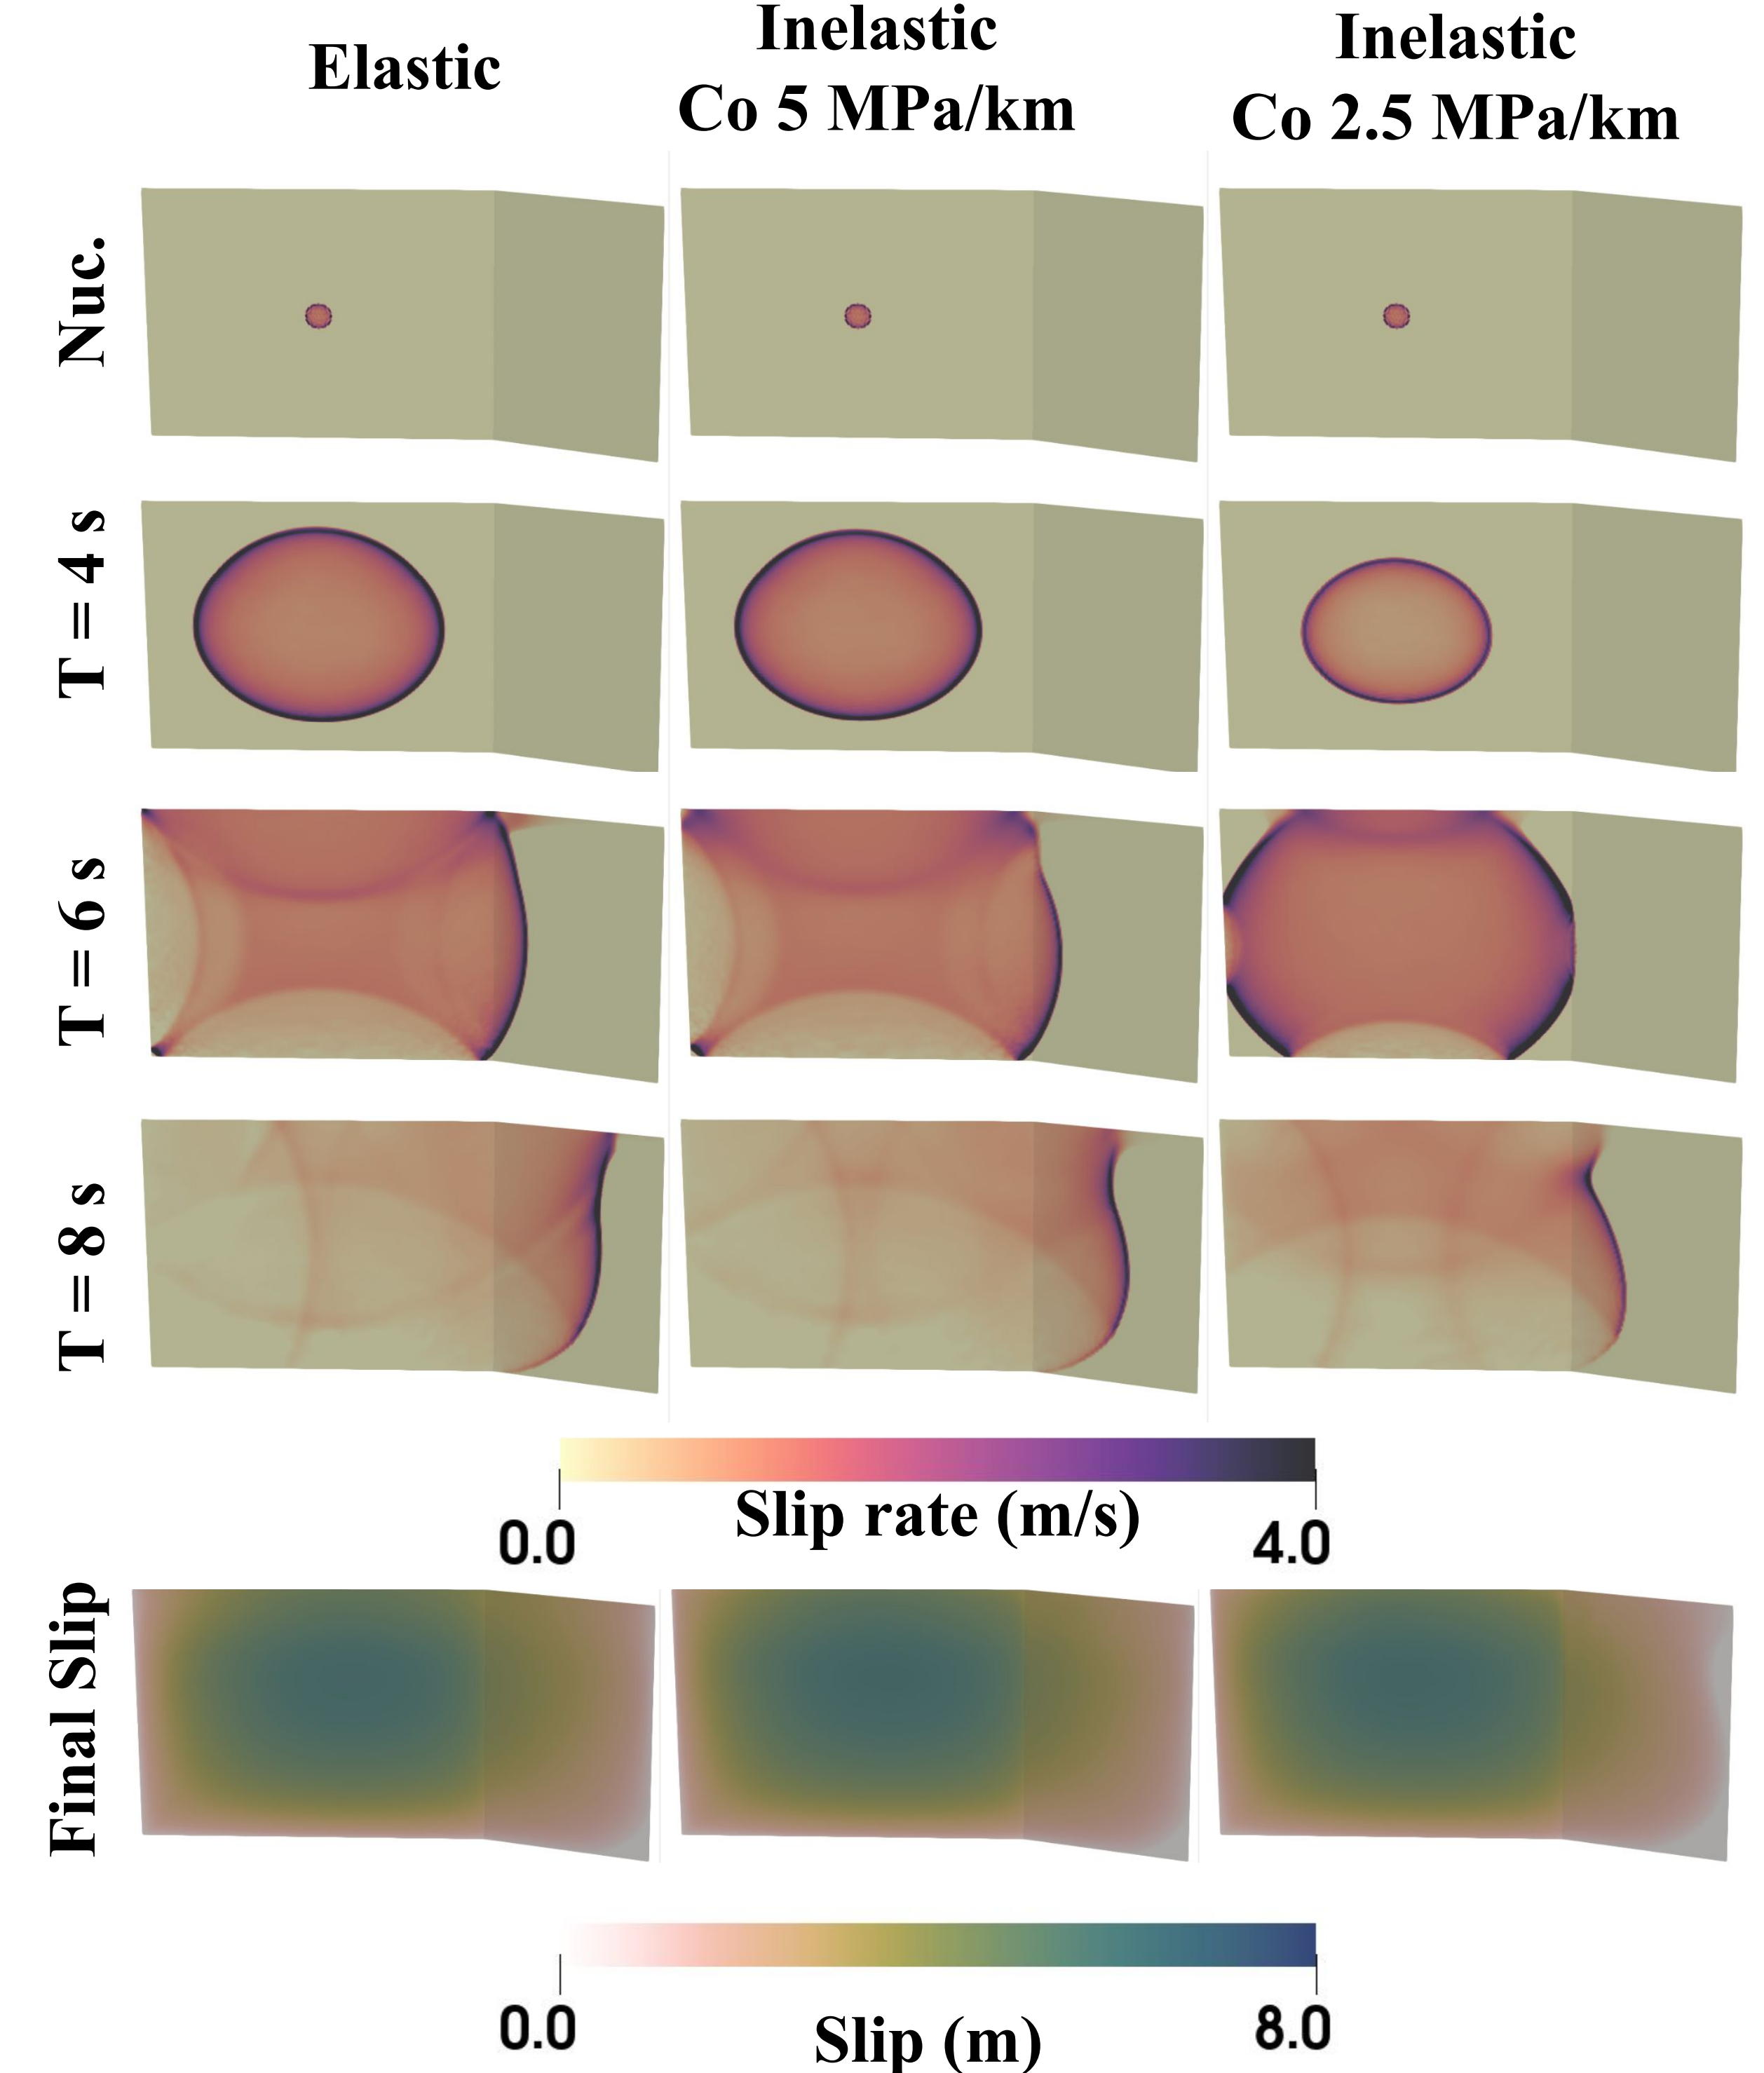 Elastic
Inelastic
Co 5 MPa/km
Inelastic
Co 2.5 MPa/km
Nuc.
T = 4 s
T = 6 s
T = 8 s
Slip rate (m/s)
0.0
4.0
Final Slip
0.0
Slip (m)
8.0